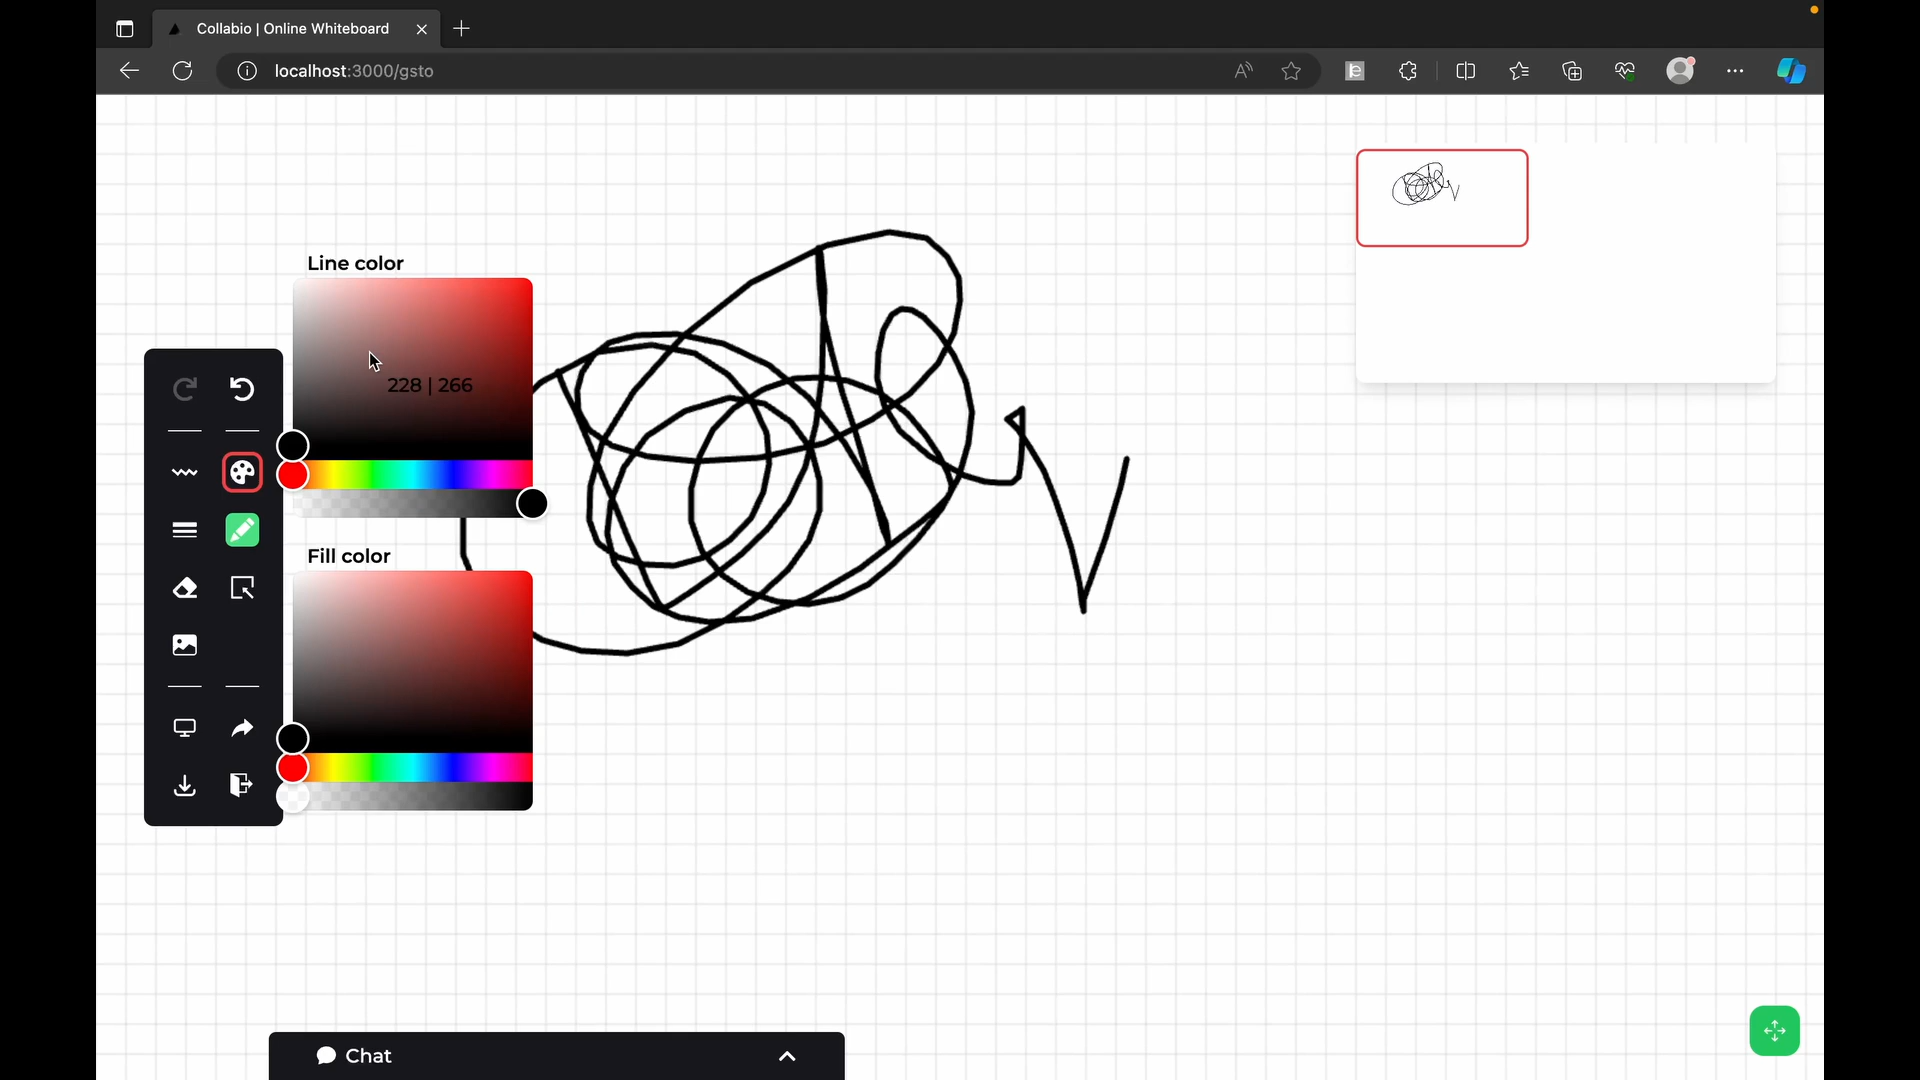 Collabio | Online Whiteboard
localhost:3000/gsto
Line color
228 | 266
Fill color
Chat